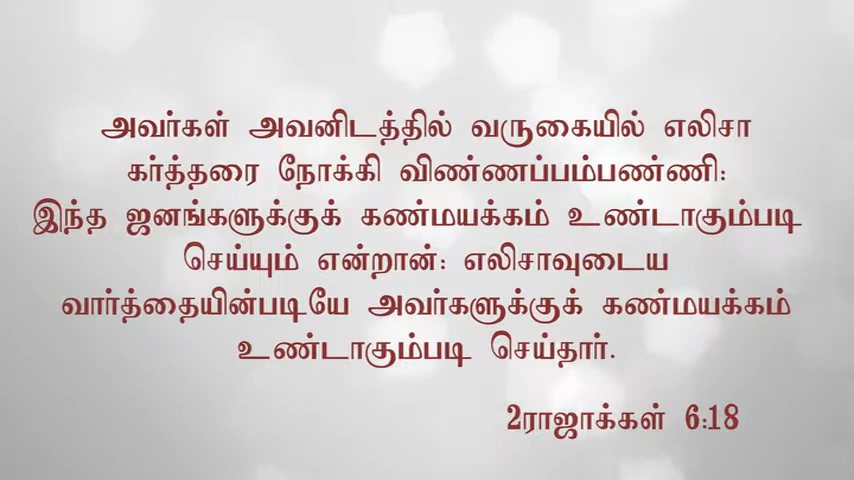 அவர்கள் அவனிடத்தில் வருகையில் எலிசா
கர்த்தரை நோக்கி விண்ணப்பம்பண்ணி:
இந்த ஜனங்களுக்குக் கண்மயக்கம் உண்டாகும்படி
செய்யும் என்றான்: எலிசாவுடைய
வார்த்தையின்படியே அவர்களுக்குக் கண்மயக்கம்
உண்டாகும்படி செய்தார்.
2ராஜாக்கள் 6:18